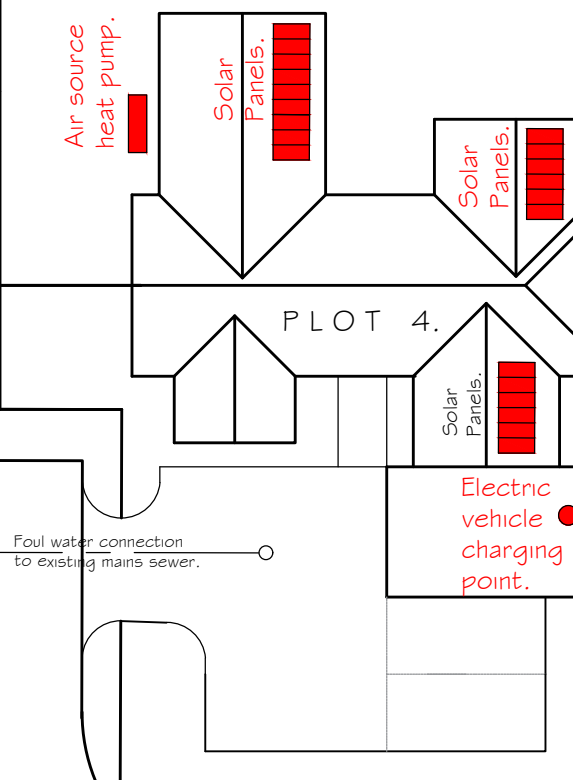 Air source
heat pump.
Solar
Panels.
Solar
Panels.
PLOT 4.
Solar
Panels.
Electric
vehicle
charging
point.
Foul water connection
to existing mains sewer.